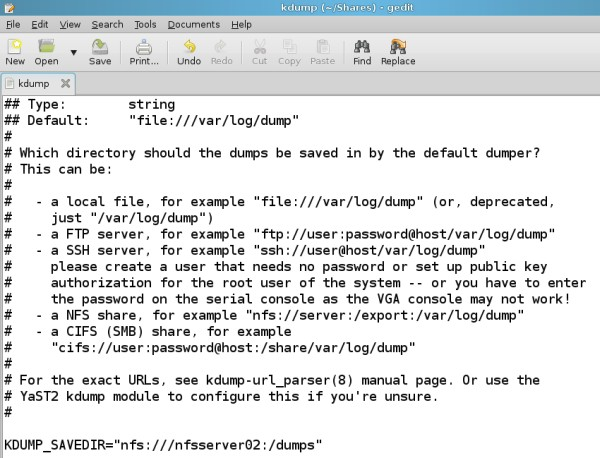 kdump (~/Shares) - gedit
File Edit View Search Tools Documents Help
New Open Save Print... Undo Redo Cut Copy Paste Find Replace
kdump
## Type:        string
## Default:     "file:///var/log/dump"
#
# Which directory should the dumps be saved in by the default dumper?
# This can be:
#
#   - a local file, for example "file:///var/log/dump" (or, deprecated,
#     just "/var/log/dump")
#   - a FTP server, for example "ftp://user:password@host/var/log/dump"
#   - a SSH server, for example "ssh://user@host/var/log/dump"
#     please create a user that needs no password or set up public key
#     authorization for the root user of the system -- or you have to enter
#     the password on the serial console as the VGA console may not work!
#   - a NFS share, for example "nfs://server:/export:/var/log/dump"
#   - a CIFS (SMB) share, for example
#     "cifs://user:password@host:/share/var/log/dump"
#
# For the exact URLs, see kdump-url_parser(8) manual page. Or use the
# YaST2 kdump module to configure this if you're unsure.
#
KDUMP_SAVEDIR="nfs:///nfsserver02:/dumps"